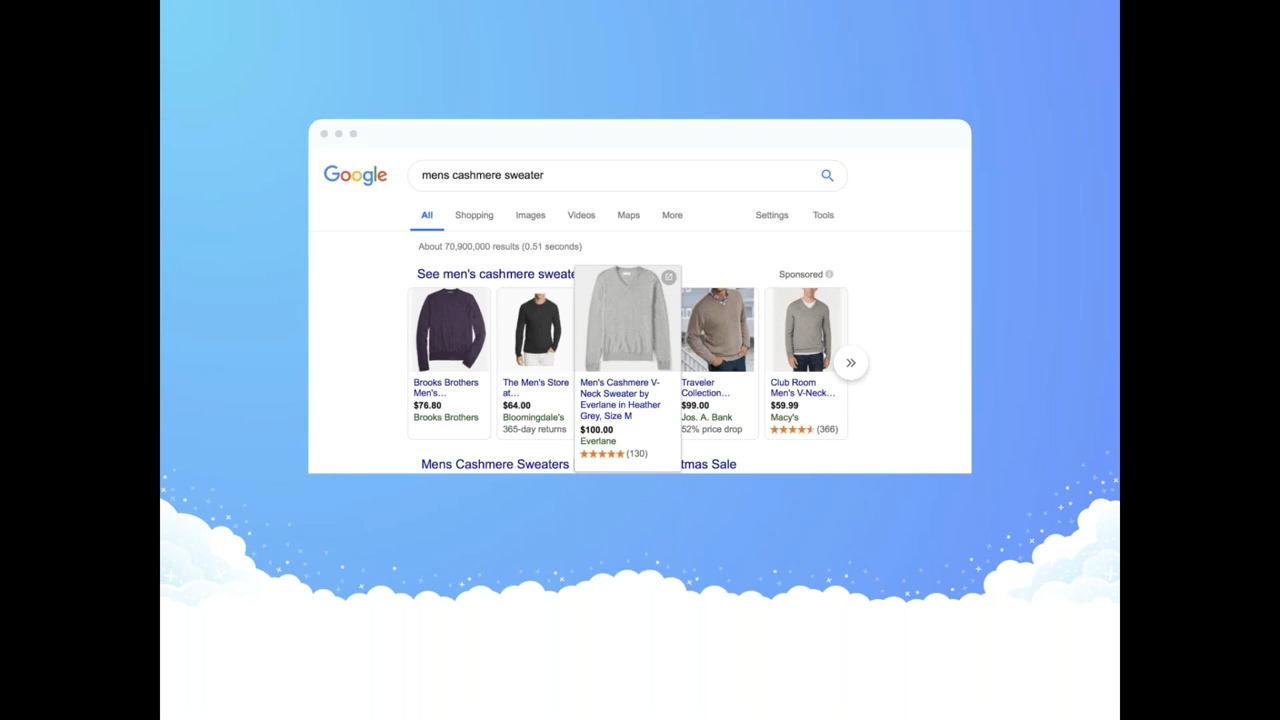 Google
mens cashmere sweater
All Shopping Images Videos Maps More Settings Tools
About 70,900,000 results (0.51 seconds)
See men's cashmere sweate
Sponsored
Brooks Brothers
Men's...
$76.80
Brooks Brothers
The Men's Store
at...
$64.00
Bloomingdale's
365-day returns
Men's Cashmere V-
Neck Sweater by
Everlane in Heather
Grey, Size M
$100.00
Everlane
(130)
Traveler
Collection...
$99.00
Jos. A. Bank
52% price drop
Club Room
Men's V-Neck...
$59.99
Macy's
(366)
Mens Cashmere Sweaters tmas Sale